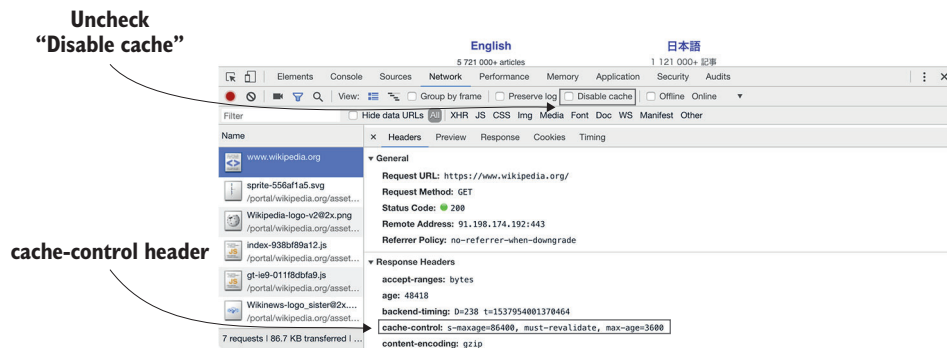 Uncheck
“Disable cache”
English 日本語
5 721 000+ articles 1 121 000+ 記事
Elements Console Sources Network Performance Memory Application Security Audits
View: Group by frame Preserve log Disable cache Offline Online
Filter Hide data URLs All XHR JS CSS Img Media Font Doc WS Manifest Other
Name × Headers Preview Response Cookies Timing
www.wikipedia.org
General
Request URL: https://www.wikipedia.org/
sprite-556af1a5.svg
/portal/wikipedia.org/asset...
Request Method: GET
Status Code: 200
Wikipedia-logo-v2@2x.png
/portal/wikipedia.org/asset...
Remote Address: 91.198.174.192:443
Referrer Policy: no-referrer-when-downgrade
cache-control header
index-938bf89a12.js
/portal/wikipedia.org/asset...
Response Headers
accept-ranges: bytes
gt-ie9-011f8dbfa9.js
/portal/wikipedia.org/asset...
age: 48418
backend-timing: D=238 t=1537954001370464
Wikinews-logo_sister@2x....
/portal/wikipedia.org/asset...
cache-control: s-maxage=86400, must-revalidate, max-age=3600
7 requests | 86.7 KB transferred | ...
content-encoding: gzip